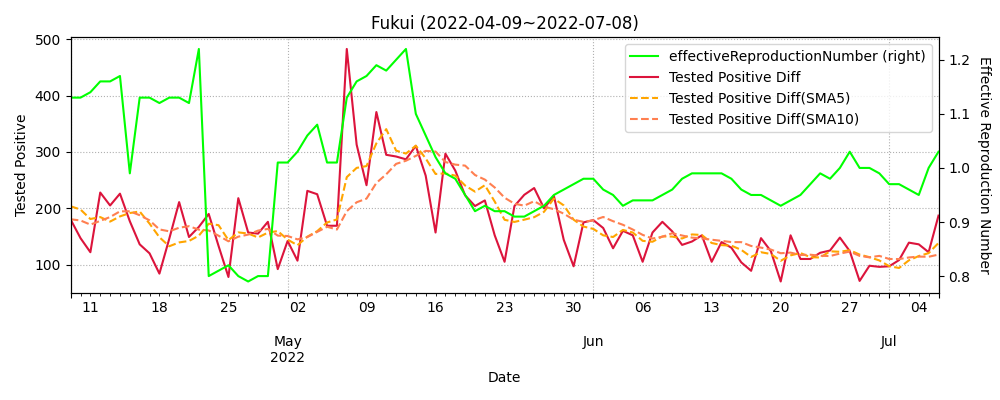 Fukui (2022-04-09~2022-07-08)
effectiveReproductionNumber (right)
Tested Positive Diff
Tested Positive Diff(SMA5)
Tested Positive Diff(SMA10)
Tested Positive
500
400
300
200
100
1.2
1.1
1.0
0.9
0.8
Effective Reproduction Number
11 18 25 02 09 16 23 30 06 13 20 27 04
May Jun Jul
2022
Date